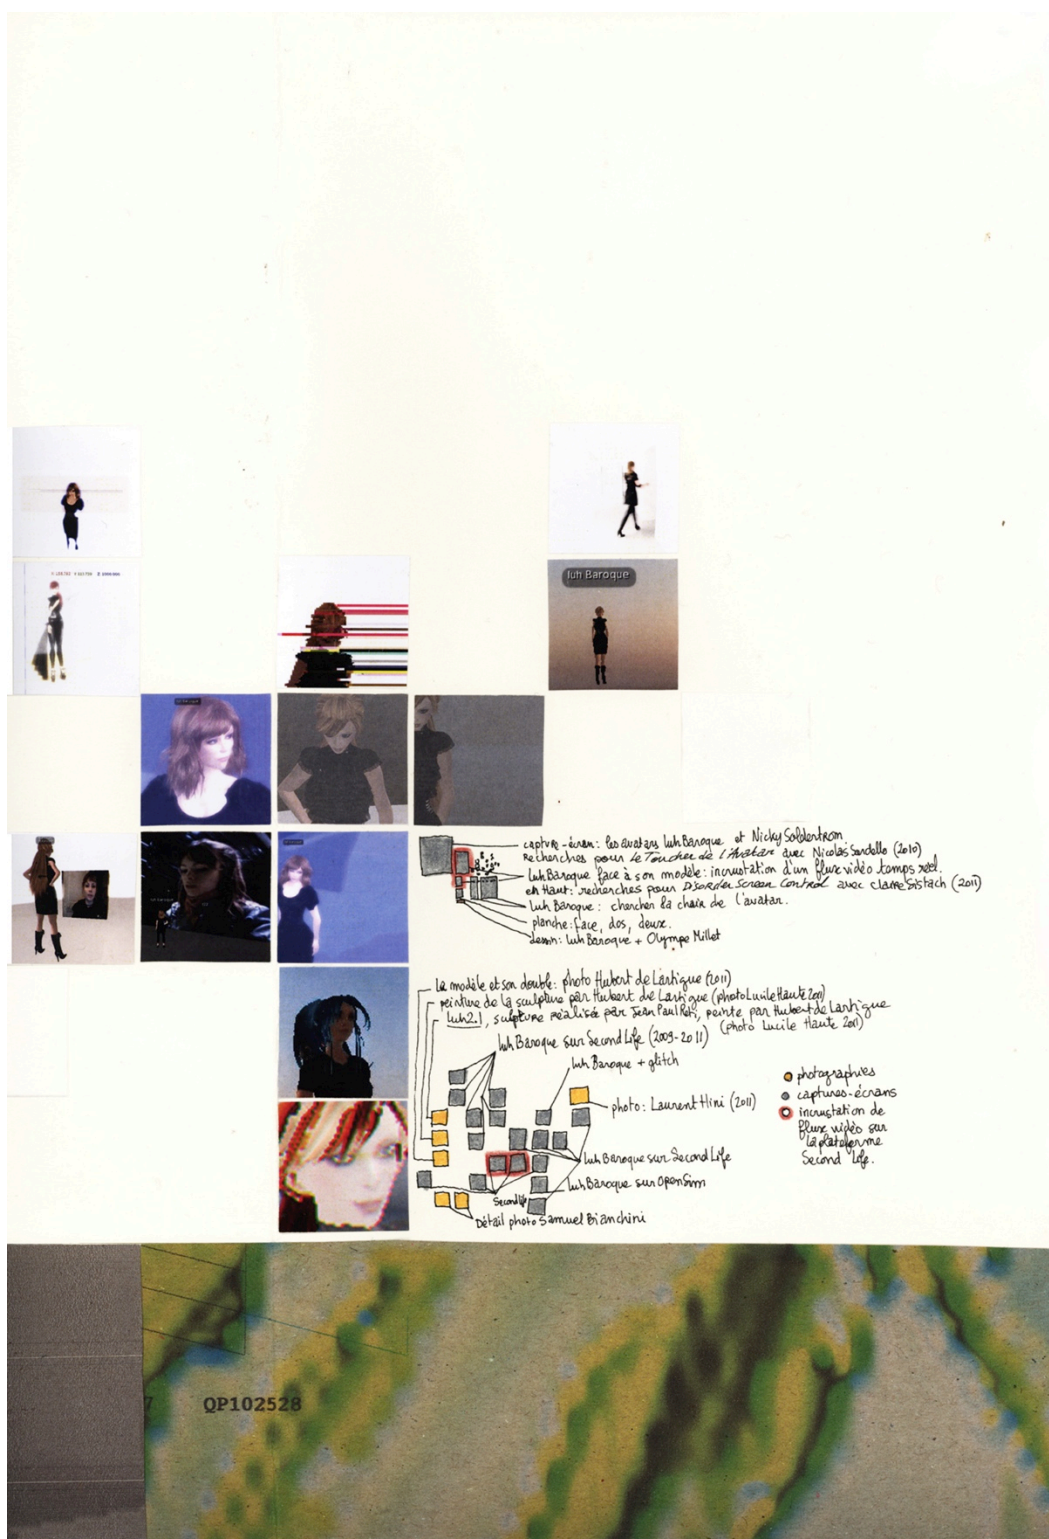 luh Baroque
capture-écran: les avatars luh Baroque et Nicky Solderstrom
recherches pour Le Toucher de l'Avatar avec Nicolas Sordello (2010)
luh Baroque face à son modèle: incrustation d'un flux vidéo temps réel.
en Haut: recherches pour Disorder Screen Control avec Claire Sistach (2011)
luh Baroque: chercher la chair de l'avatar.
planche: face, dos, deux.
dessin: luh Baroque + Olympe Millet
Le modèle et son double: photo Hubert de Lartigue (2011)
peinture de la sculpture par Hubert de Lartigue (photo Lucile Haute 2011)
luh2.1, sculpture réalisée par Jean Paul, peinte par Hubert de Lartigue
(photo Lucile Haute 2011)
luh Baroque sur Second Life (2009-2011)
luh Baroque + glitch
photo: Laurent Hini (2011)
luh Baroque sur Second Life
luh Baroque sur OpenSim
Second life
Détail photo Samuel Bianchini
photographies
captures-écrans
incrustation de
flux vidéo sur
la plateforme
Second Life.
7 QP102528